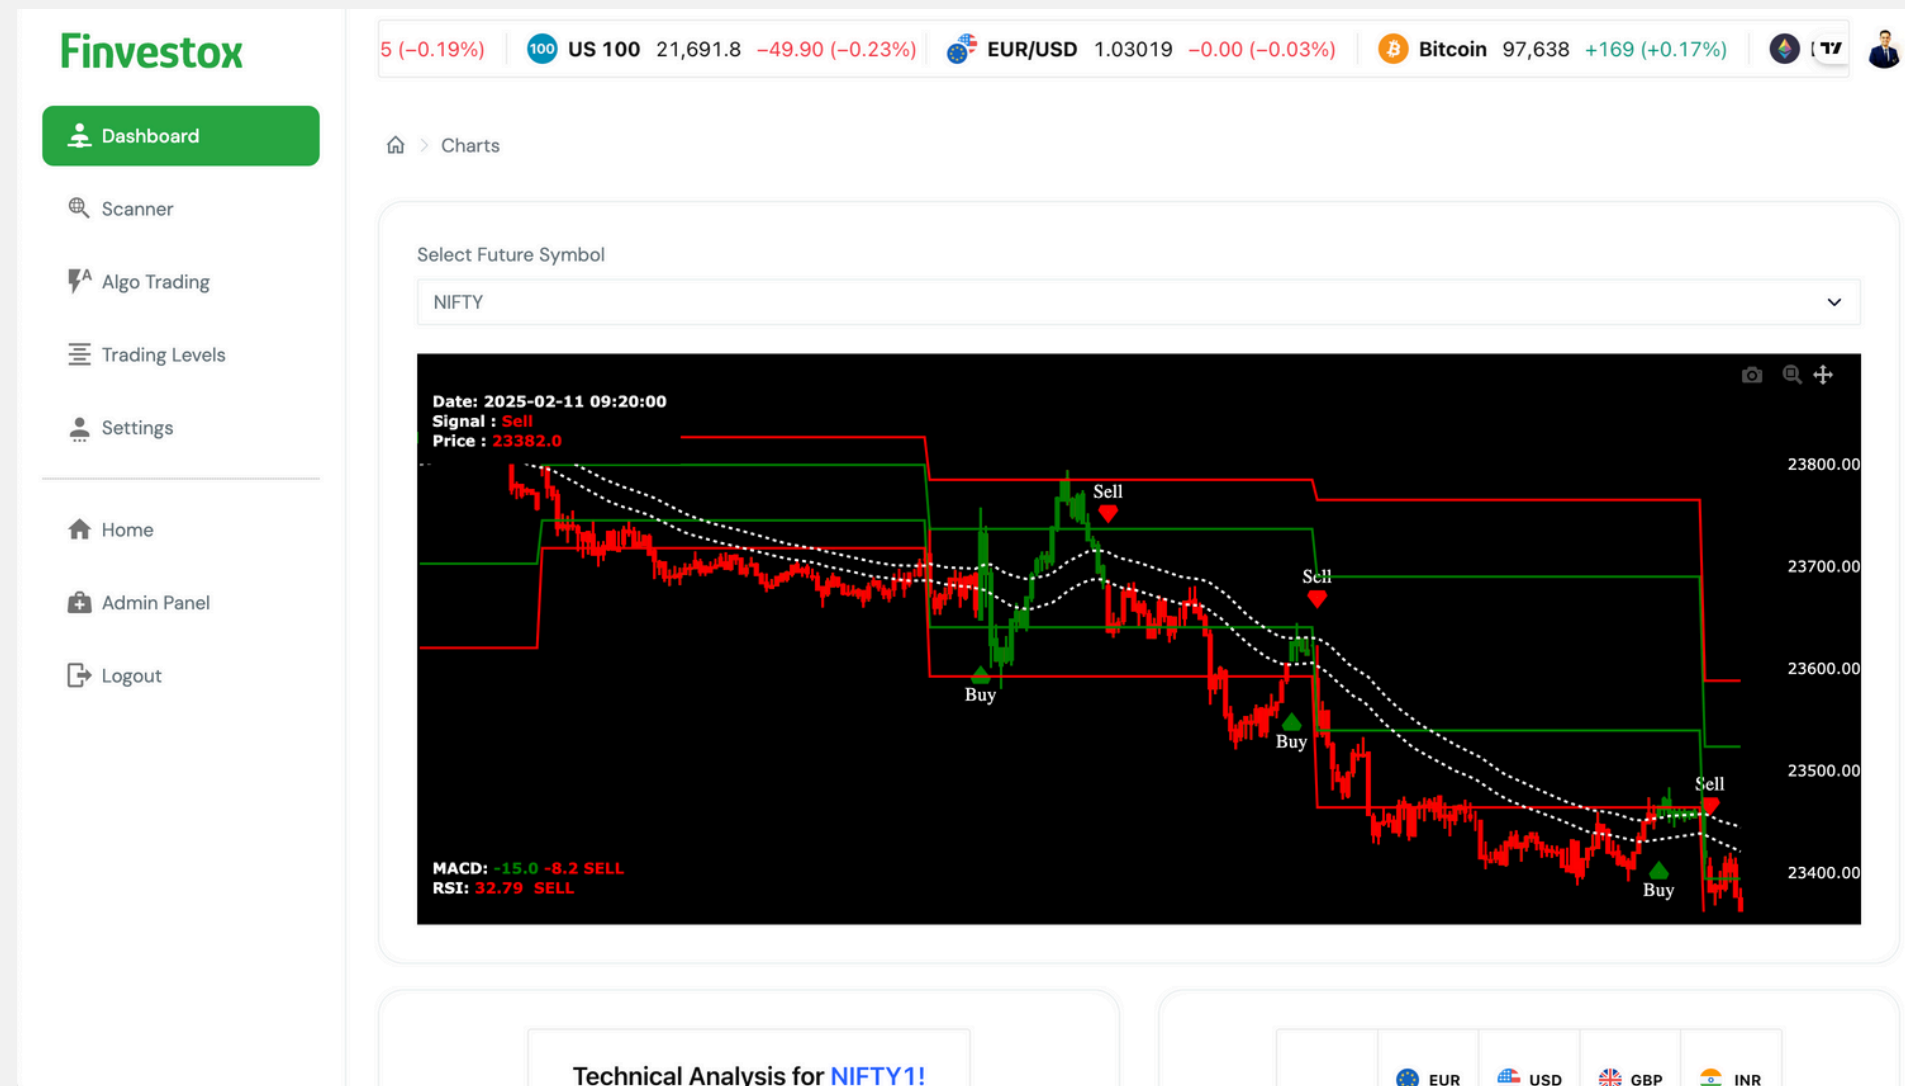 Finvestox
5 (−0.19%)
100 US 100 21,691.8 −49.90 (−0.23%)
EUR/USD 1.03019 −0.00 (−0.03%)
Bitcoin 97,638 +169 (+0.17%)
Dashboard
Scanner
Algo Trading
Trading Levels
Settings
Home
Admin Panel
Logout
Charts
Select Future Symbol
NIFTY
Date: 2025-02-11 09:20:00
Signal : Sell
Price : 23382.0
23800.00
Sell
23700.00
Sell
23600.00
Buy
Buy
23500.00
Sell
23400.00
Buy
MACD: -15.0 -8.2 SELL
RSI: 32.79 SELL
Technical Analysis for NIFTY1!
EUR USD GBP INR